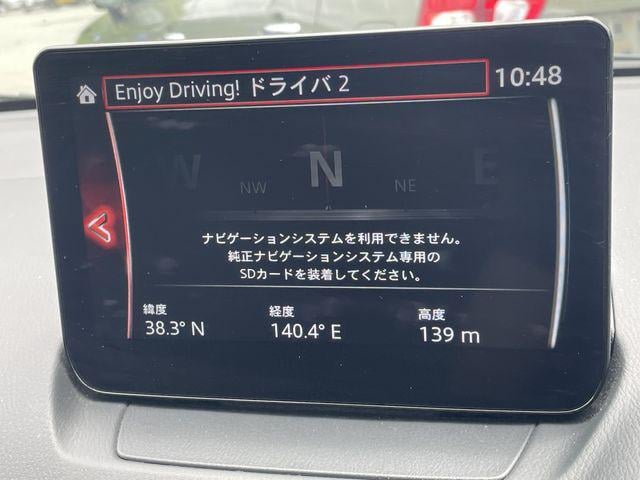 Enjoy Driving! ドライバ 2
10:48
W NW N NE E
ナビゲーションシステムを利用できません。
純正ナビゲーションシステム専用の
SDカードを装着してください。
緯度 経度 高度
38.3° N 140.4° E 139 m